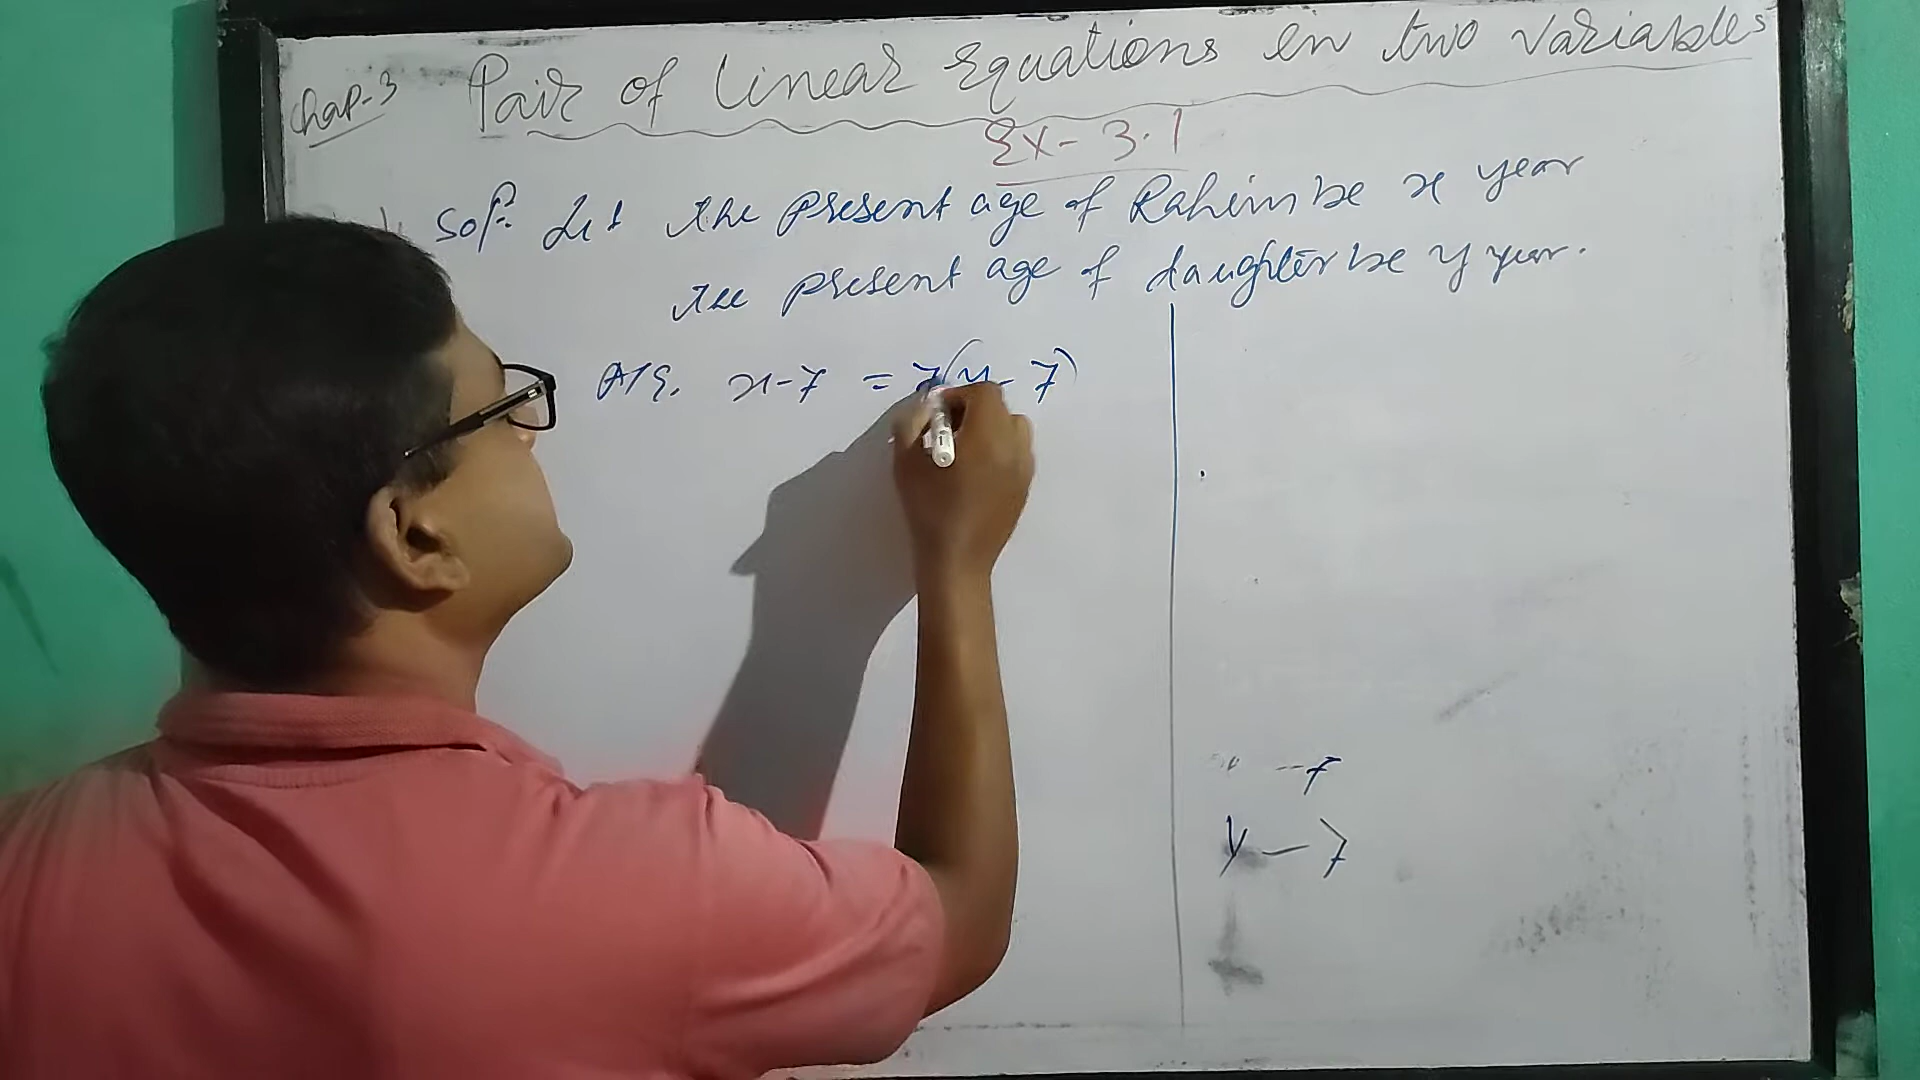 Chap-3 Pair of Linear Equations in two variables
Ex-3.1
Sol? Let the present age of Rahim be x year
the present age of daughter be y year.
A/Q. x-7 = 7(y-7)
-7
y-7